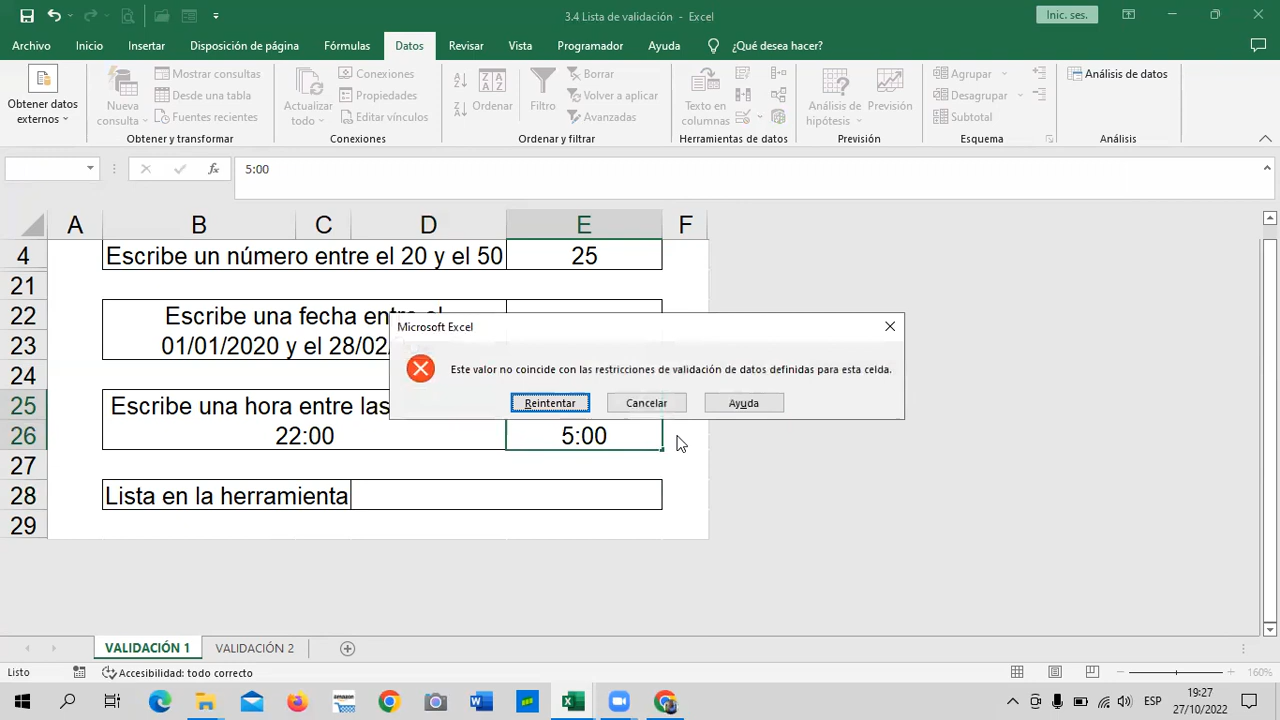 3.4 Lista de validación - Excel
Inic. ses.
Archivo Inicio Insertar Disposición de página Fórmulas Datos Revisar Vista Programador Ayuda ¿Qué desea hacer?
Obtener datos externos
Nueva consulta
Mostrar consultas
Desde una tabla
Fuentes recientes
Obtener y transformar
Actualizar todo
Conexiones
Propiedades
Editar vínculos
Conexiones
Ordenar
Filtro
Borrar
Volver a aplicar
Avanzadas
Ordenar y filtrar
Texto en columnas
Herramientas de datos
Análisis de hipótesis
Previsión
Previsión
Agrupar
Desagrupar
Subtotal
Esquema
Análisis de datos
Análisis
fx 5:00
A B C D E F
4 Escribe un número entre el 20 y el 50 25
21
22 Escribe una fecha entre el
23 01/01/2020 y el 28/02
24
25 Escribe una hora entre las
26 22:00 5:00
27
28 Lista en la herramienta
29
Microsoft Excel
Este valor no coincide con las restricciones de validación de datos definidas para esta celda.
Reintentar Cancelar Ayuda
VALIDACIÓN 1 VALIDACIÓN 2
Listo Accesibilidad: todo correcto 160%
amazon
ESP
19:27
27/10/2022